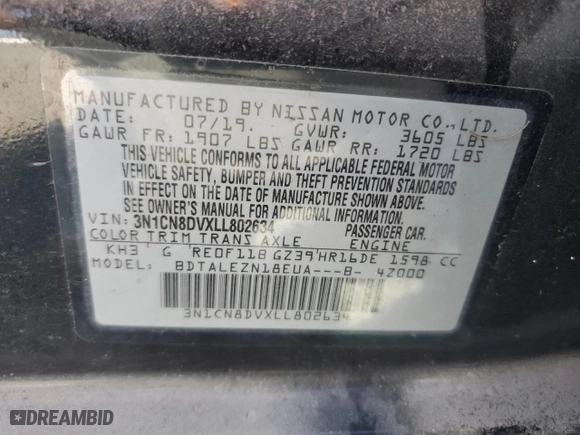 MANUFACTURED BY NISSAN MOTOR CO.,LTD.
DATE: 07/19. GVWR: 3605 LBS
GAWR FR: 1907 LBS GAWR RR: 1720 LBS
THIS VEHICLE CONFORMS TO ALL APPLICABLE FEDERAL MOTOR
VEHICLE SAFETY, BUMPER AND THEFT PREVENTION STANDARDS
IN EFFECT ON THE DATE OF MANUFACTURE SHOWN ABOVE.
SEE OWNER'S MANUAL FOR ADDITIONAL INFORMATION
VIN: 3N1CN8DVXLL802634 PASSENGER CAR.
COLOR TRIM TRANS AXLE ENGINE
KH3 G RE0F11B GZ39 HR16DE 1598 CC
MODEL: BDTALEZN18EUA---B- 4Z000
3N1CN8DVXLL802634
DREAMBID